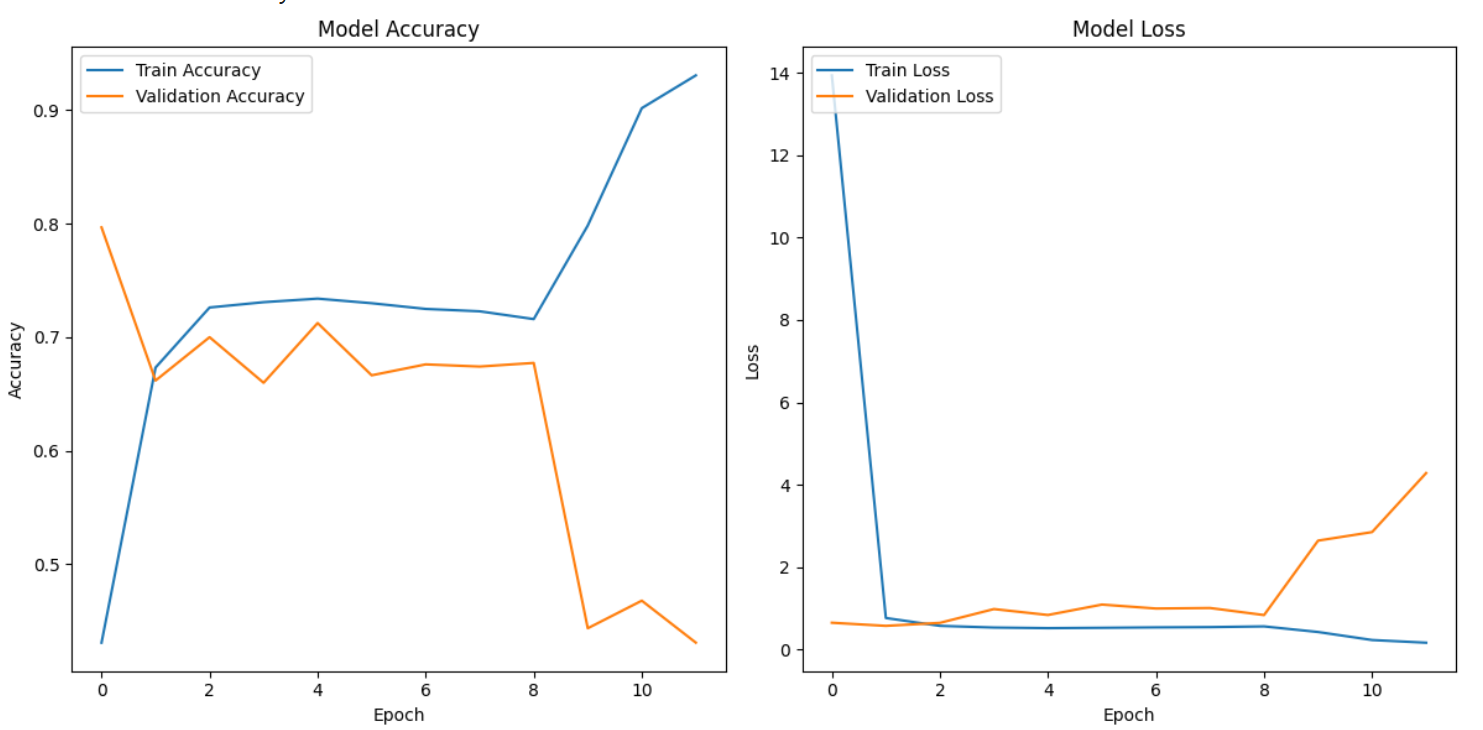 Model Accuracy
Train Accuracy
Validation Accuracy
0.9
0.8
0.7
0.6
0.5
Accuracy
0 2 4 6 8 10
Epoch
Model Loss
Train Loss
Validation Loss
14
12
10
8
6
4
2
0
Loss
0 2 4 6 8 10
Epoch